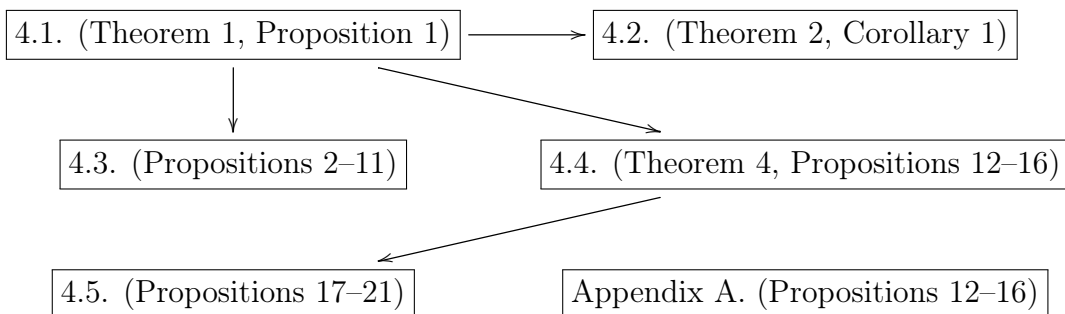 4.1. (Theorem 1, Proposition 1)
4.2. (Theorem 2, Corollary 1)
4.3. (Propositions 2–11)
4.4. (Theorem 4, Propositions 12–16)
4.5. (Propositions 17–21)
Appendix A. (Propositions 12–16)